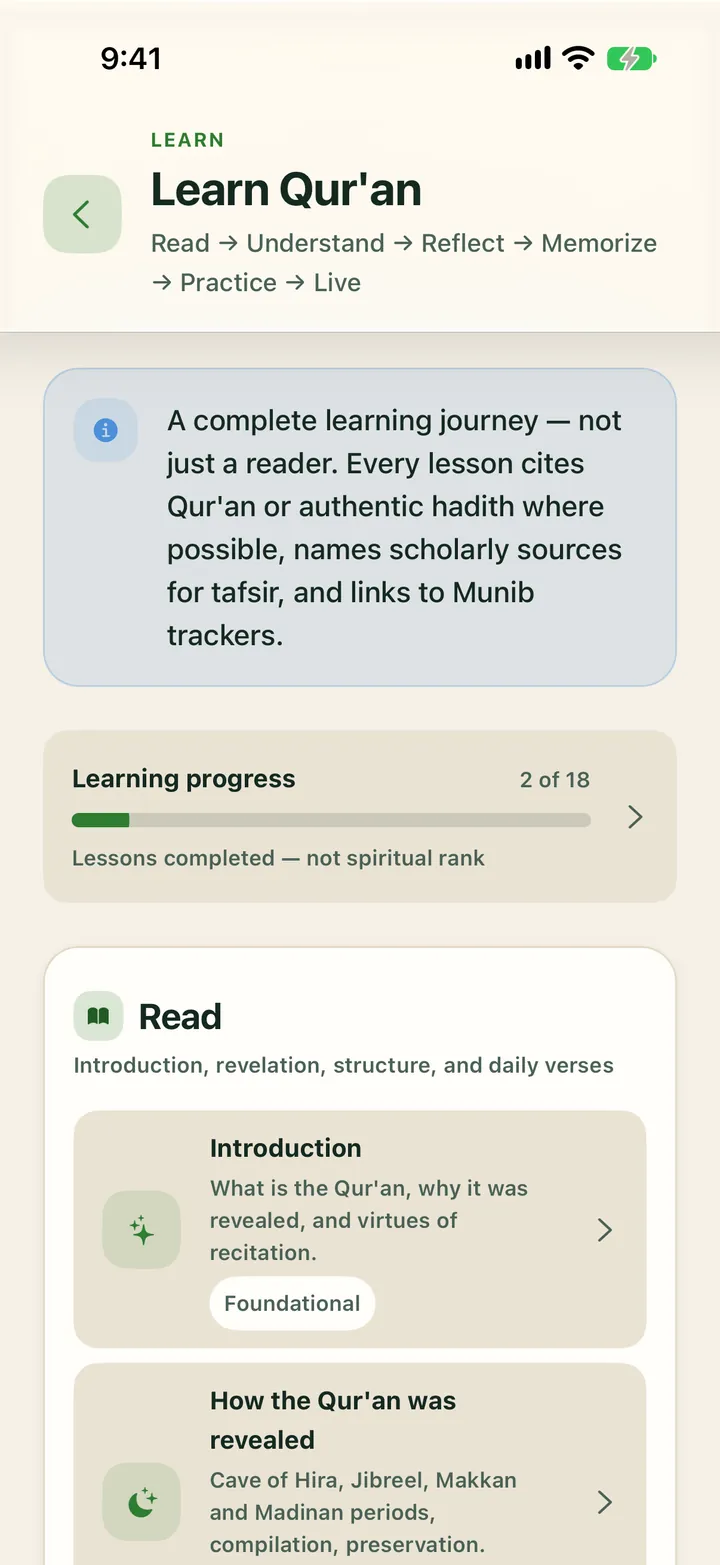 9:41
LEARN
Learn Qur'an
Read → Understand → Reflect → Memorize
→ Practice → Live
A complete learning journey — not
just a reader. Every lesson cites
Qur'an or authentic hadith where
possible, names scholarly sources
for tafsir, and links to Munib
trackers.
Learning progress
2 of 18
Lessons completed — not spiritual rank
Read
Introduction, revelation, structure, and daily verses
Introduction
What is the Qur'an, why it was
revealed, and virtues of
recitation.
Foundational
How the Qur'an was
revealed
Cave of Hira, Jibreel, Makkan
and Madinan periods,
compilation, preservation.